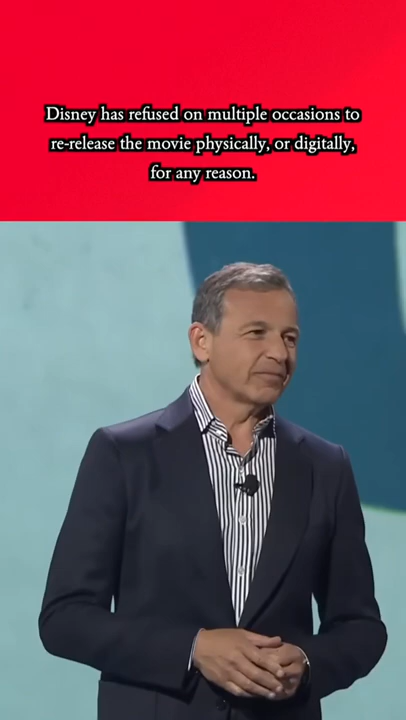 Disney has refused on multiple occasions to
re-release the movie physically, or digitally,
for any reason.